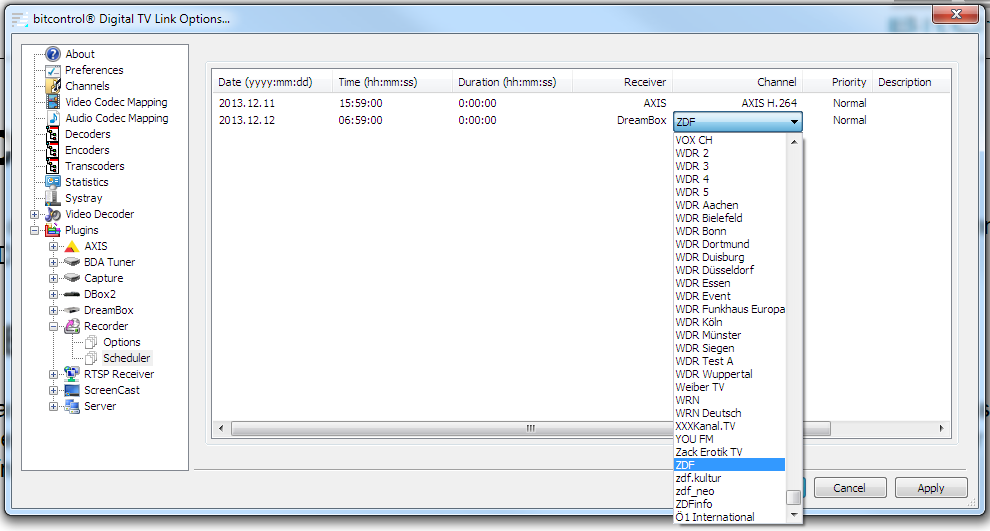 bitcontrol® Digital TV Link Options...
About
Preferences
Channels
Video Codec Mapping
Audio Codec Mapping
Decoders
Encoders
Transcoders
Statistics
Systray
Video Decoder
Plugins
AXIS
BDA Tuner
Capture
DBox2
DreamBox
Recorder
Options
Scheduler
RTSP Receiver
ScreenCast
Server
Date (yyyy:mm:dd) Time (hh:mm:ss) Duration (hh:mm:ss) Receiver Channel Priority Description
2013.12.11 15:59:00 0:00:00 AXIS AXIS H.264 Normal
2013.12.12 06:59:00 0:00:00 DreamBox ZDF Normal
VOX CH
WDR 2
WDR 3
WDR 4
WDR 5
WDR Aachen
WDR Bielefeld
WDR Bonn
WDR Dortmund
WDR Duisburg
WDR Düsseldorf
WDR Essen
WDR Event
WDR Funkhaus Europa
WDR Köln
WDR Münster
WDR Siegen
WDR Test A
WDR Wuppertal
Weiber TV
WRN
WRN Deutsch
XXXKanal.TV
YOU FM
Zack Erotik TV
ZDF
zdf.kultur
zdf_neo
ZDFinfo
Ö1 International
Cancel Apply